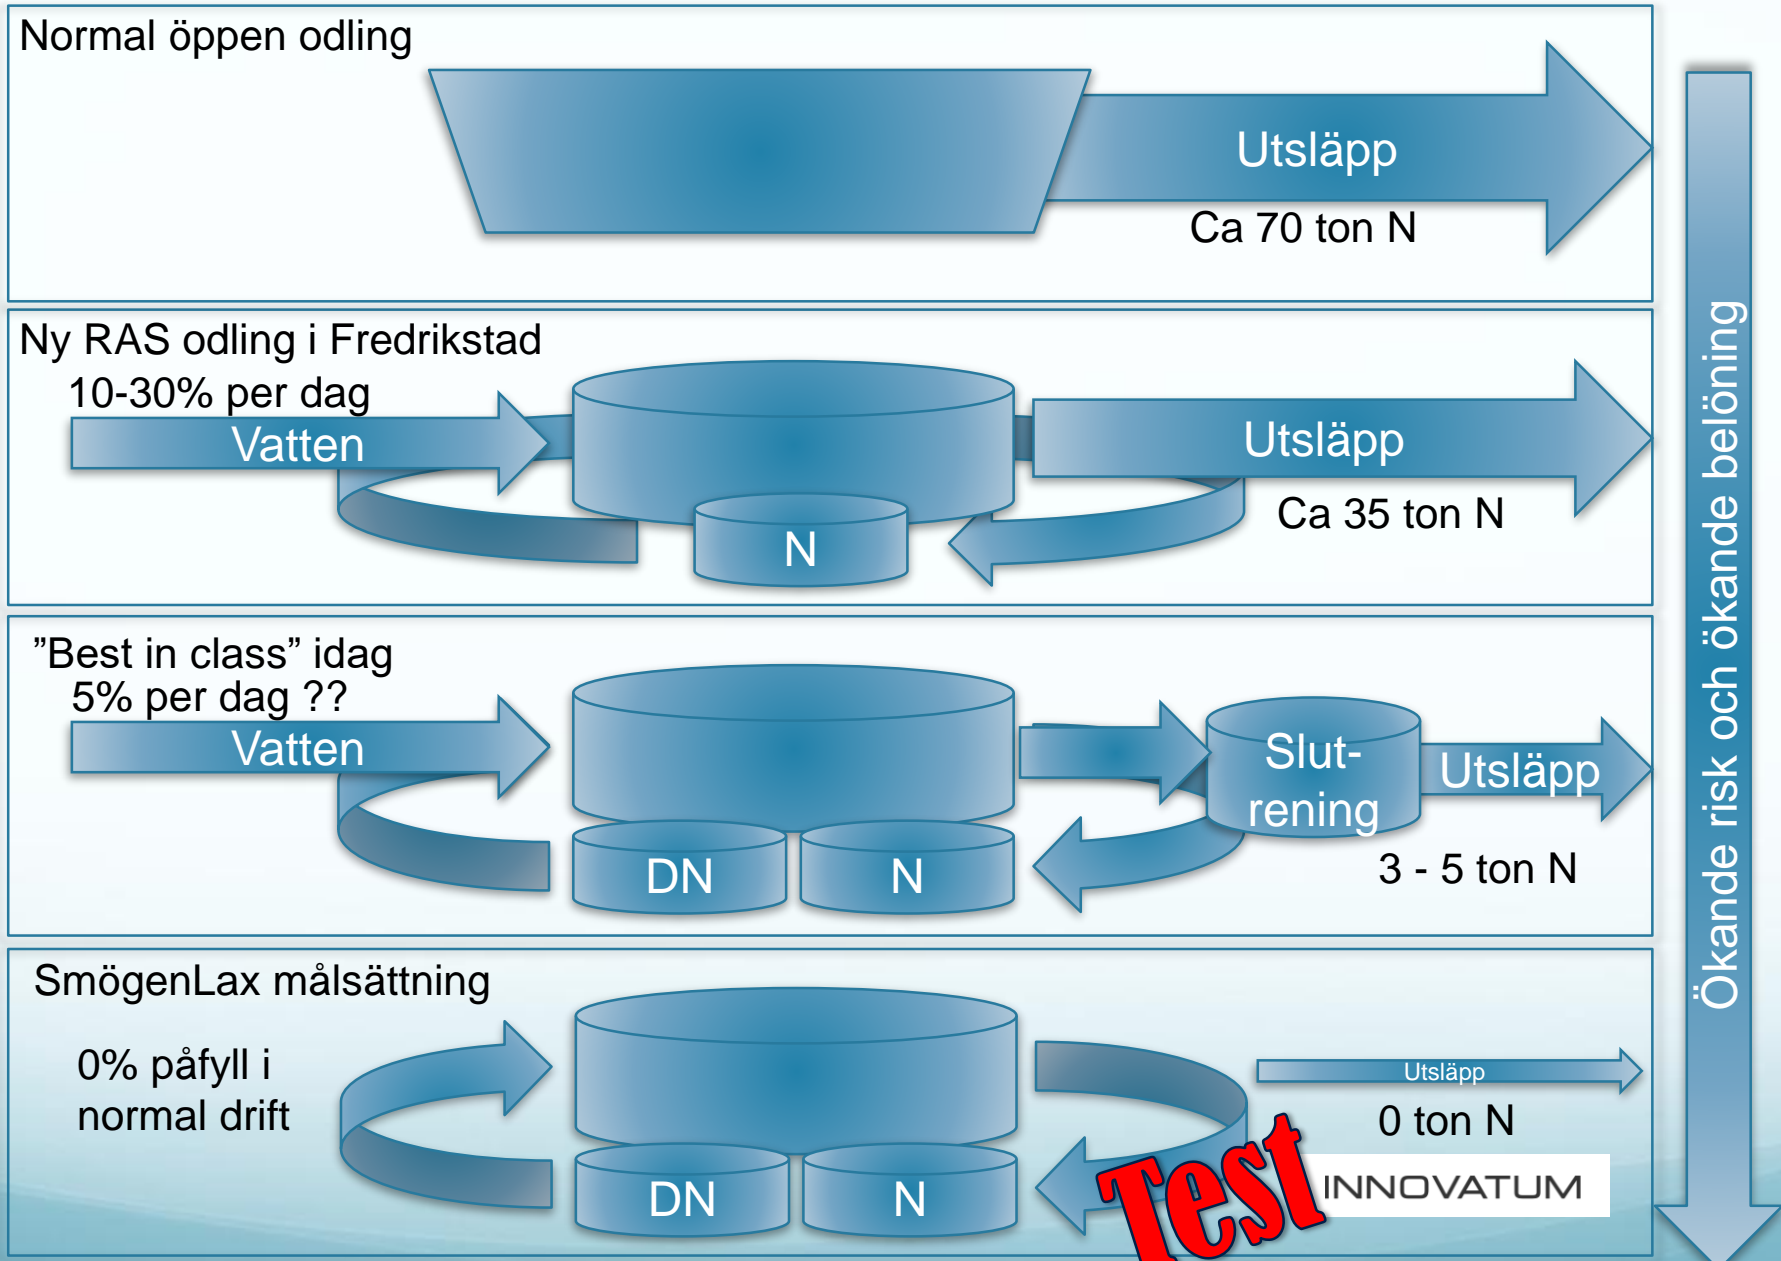 Normal öppen odling
Utsläpp
Ca 70 ton N
Ny RAS odling i Fredrikstad
10-30% per dag
Vatten
N
Utsläpp
Ca 35 ton N
”Best in class” idag
5% per dag ??
Vatten
DN
N
Slut-
rening
Utsläpp
3 - 5 ton N
SmögenLax målsättning
0% påfyll i
normal drift
DN
N
Utsläpp
0 ton N
Test
INNOVATUM
Ökande risk och ökande belöning